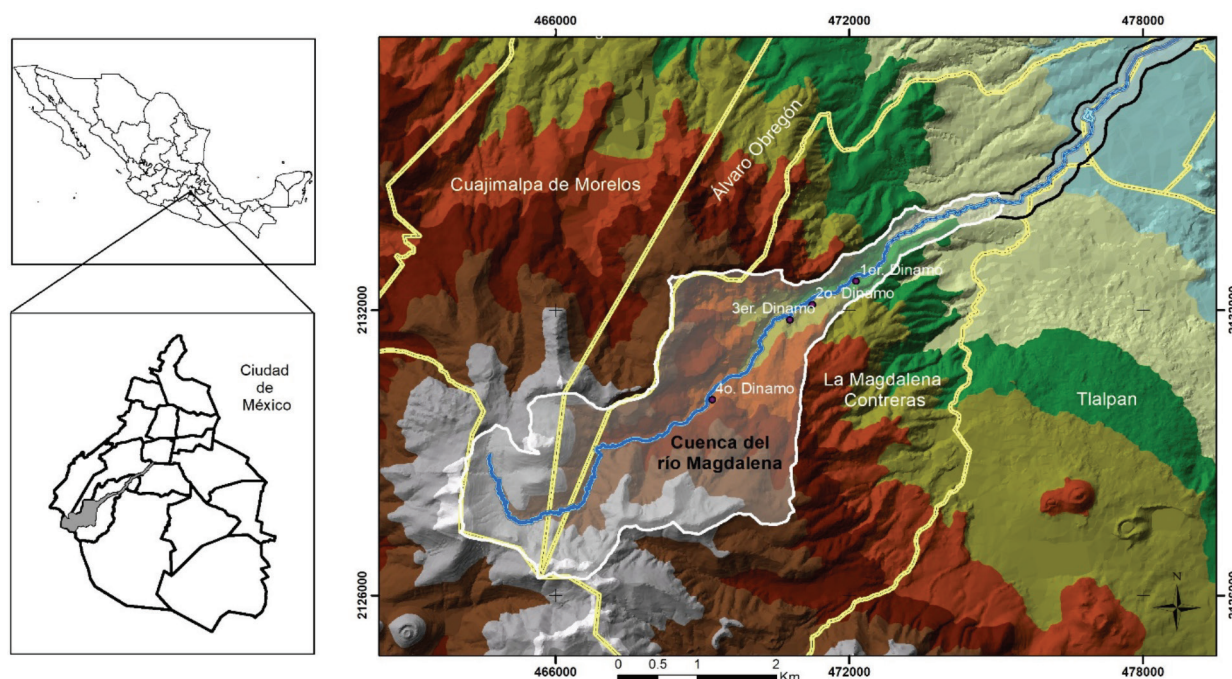 466000
472000
478000
Cuajimalpa de Morelos
Álvaro Obregón
1er. Dinamo
2o. Dinamo
3er. Dinamo
2132000
4o. Dinamo
La Magdalena
Contreras
Tlalpan
Cuenca del
río Magdalena
Ciudad
de
México
N
2126000
466000
472000
478000
0 0.5 1 2
Km